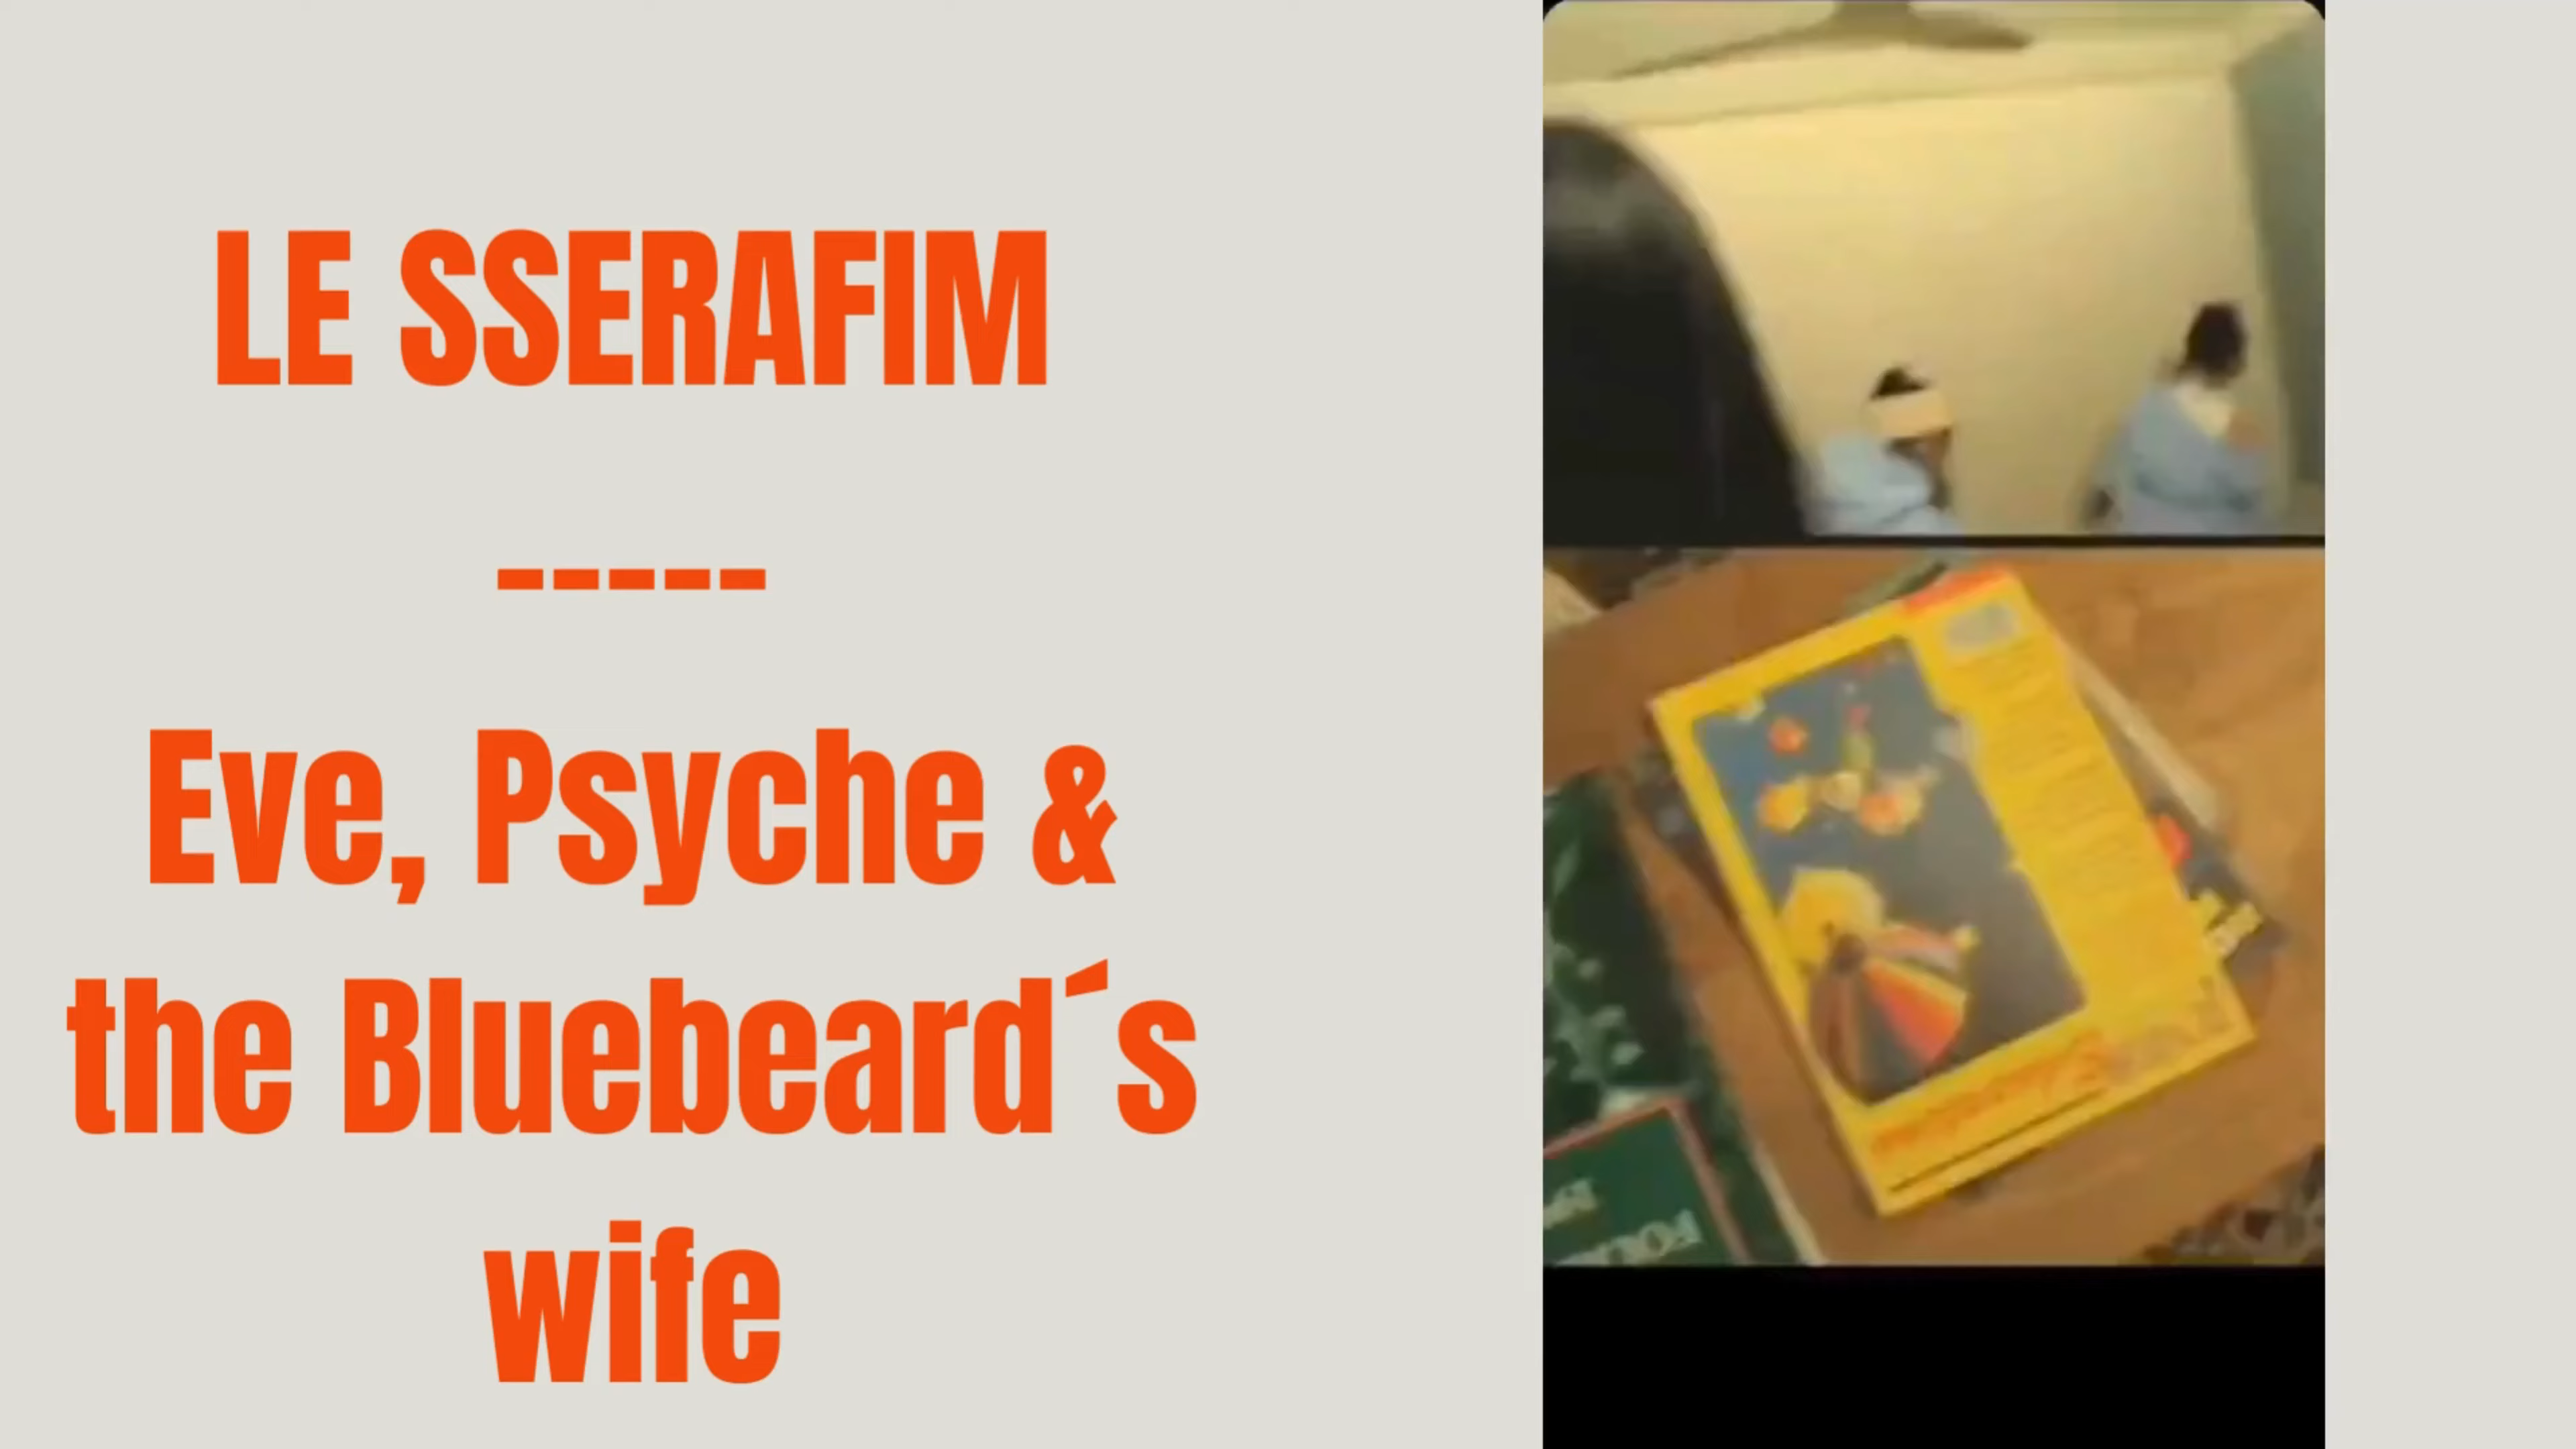 LE SSERAFIM
-----
Eve, Psyche &
the Bluebeard´s
wife